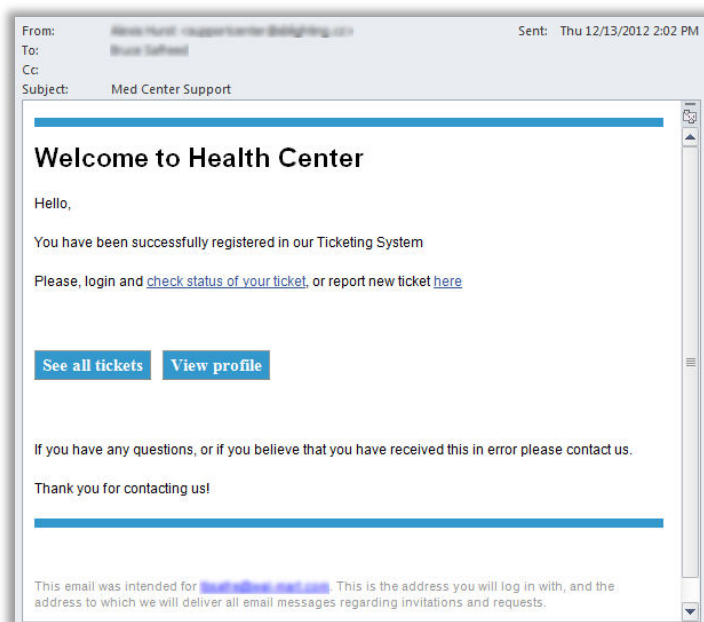 From: Sent: Thu 12/13/2012 2:02 PM
To:
Cc:
Subject: Med Center Support
Welcome to Health Center
Hello,
You have been successfully registered in our Ticketing System
Please, login and check status of your ticket, or report new ticket here
See all tickets View profile
If you have any questions, or if you believe that you have received this in error please contact us.
Thank you for contacting us!
This email was intended for . This is the address you will log in with, and the
address to which we will deliver all email messages regarding invitations and requests.